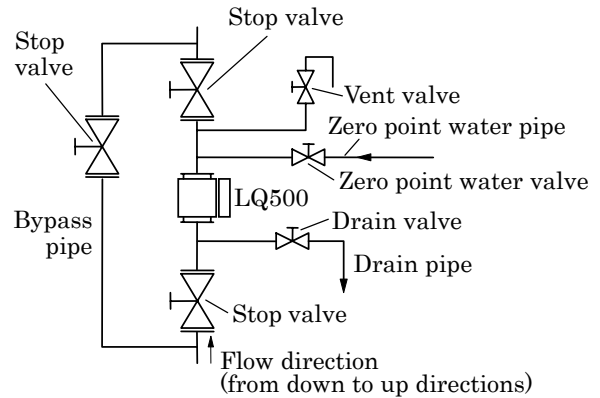 Stop valve
Stop
valve
Vent valve
Zero point water pipe
Zero point water valve
LQ500
Drain valve
Bypass
pipe
Drain pipe
Stop valve
Flow direction
(from down to up directions)